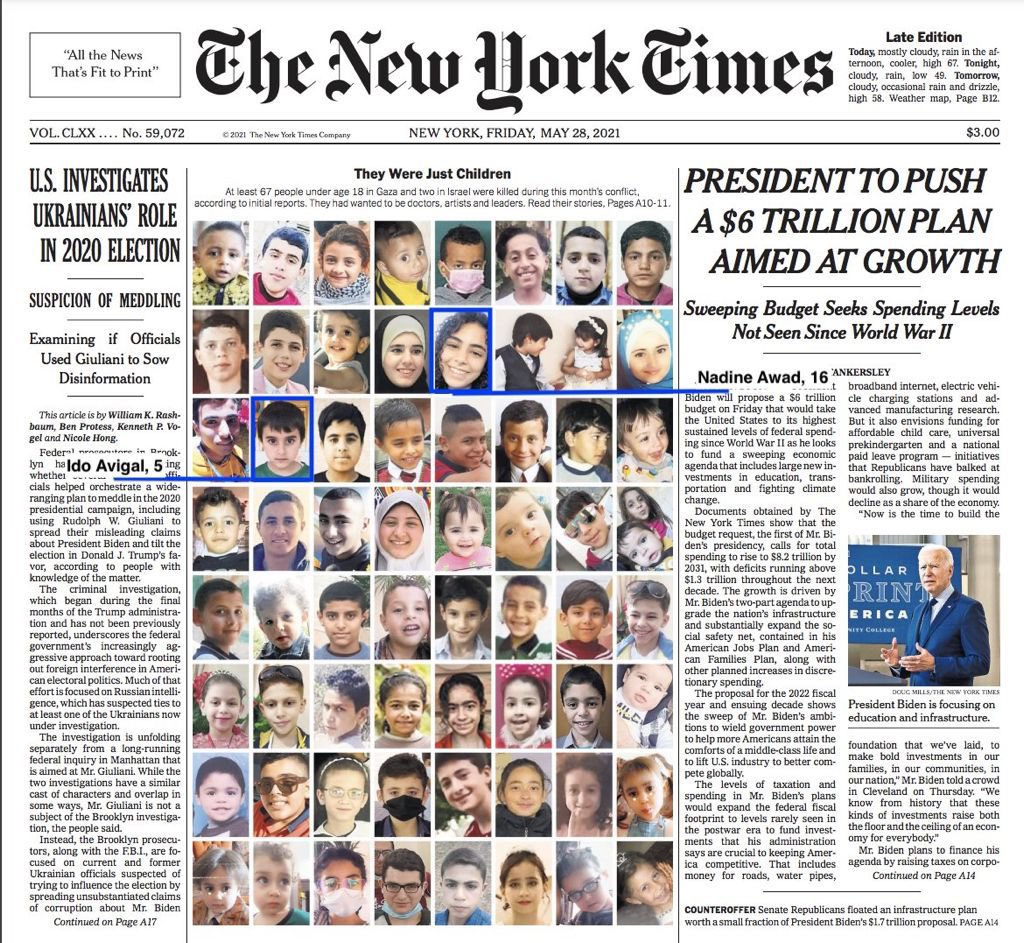 “All the News
That’s Fit to Print”
The New York Times
Late Edition
Today, mostly cloudy, rain in the af-
ternoon, cooler, high 67. Tonight,
cloudy, rain, low 49. Tomorrow,
cloudy, occasional rain and drizzle,
high 58. Weather map, Page B12.
VOL. CLXX .... No. 59,072
© 2021 The New York Times Company
NEW YORK, FRIDAY, MAY 28, 2021
$3.00
U.S. INVESTIGATES
UKRAINIANS’ ROLE
IN 2020 ELECTION
SUSPICION OF MEDDLING
Examining if Officials
Used Giuliani to Sow
Disinformation
This article is by William K. Rash-
baum, Ben Protess, Kenneth P. Vo-
gel and Nicole Hong.
Federal prosecutors in Brook-
lyn
Ido Avigal, 5
whether
cials helped orchestrate a wide-
ranging plan to meddle in the 2020
presidential campaign, including
using Rudolph W. Giuliani to
spread their misleading claims
about President Biden and tilt the
election in Donald J. Trump’s fa-
vor, according to people with
knowledge of the matter.
The criminal investigation,
which began during the final
months of the Trump administra-
tion and has not been previously
reported, underscores the federal
government’s increasingly ag-
gressive approach toward rooting
out foreign interference in Ameri-
can electoral politics. Much of that
effort is focused on Russian intelli-
gence, which has suspected ties to
at least one of the Ukrainians now
under investigation.
The investigation is unfolding
separately from a long-running
federal inquiry in Manhattan that
is aimed at Mr. Giuliani. While the
two investigations have a similar
cast of characters and overlap in
some ways, Mr. Giuliani is not a
subject of the Brooklyn investiga-
tion, the people said.
Instead, the Brooklyn prosecu-
tors, along with the F.B.I., are fo-
cused on current and former
Ukrainian officials suspected of
trying to influence the election by
spreading unsubstantiated claims
of corruption about Mr. Biden
Continued on Page A17
They Were Just Children
At least 67 people under age 18 in Gaza and two in Israel were killed during this month’s conflict,
according to initial reports. They had wanted to be doctors, artists and leaders. Read their stories, Pages A10-11.
PRESIDENT TO PUSH
A $6 TRILLION PLAN
AIMED AT GROWTH
Sweeping Budget Seeks Spending Levels
Not Seen Since World War II
Nadine Awad, 16
ANKERSLEY
Biden will propose a $6 trillion
budget on Friday that would take
the United States to its highest
sustained levels of federal spend-
ing since World War II as he looks
to fund a sweeping economic
agenda that includes large new in-
vestments in education, trans-
portation and fighting climate
change.
Documents obtained by The
New York Times show that the
budget request, the first of Mr. Bi-
den’s presidency, calls for total
spending to rise to $8.2 trillion by
2031, with deficits running above
$1.3 trillion throughout the next
decade. The growth is driven by
Mr. Biden’s two-part agenda to up-
grade the nation’s infrastructure
and substantially expand the so-
cial safety net, contained in his
American Jobs Plan and Ameri-
can Families Plan, along with
other planned increases in discre-
tionary spending.
The proposal for the 2022 fiscal
year and ensuing decade shows
the sweep of Mr. Biden’s ambi-
tions to wield government power
to help more Americans attain the
comforts of a middle-class life and
to lift U.S. industry to better com-
pete globally.
The levels of taxation and
spending in Mr. Biden’s plans
would expand the federal fiscal
footprint to levels rarely seen in
the postwar era to fund invest-
ments that his administration
says are crucial to keeping Amer-
ica competitive. That includes
money for roads, water pipes,
broadband internet, electric vehi-
cle charging stations and ad-
vanced manufacturing research.
But it also envisions funding for
affordable child care, universal
prekindergarten and a national
paid leave program — initiatives
that Republicans have balked at
bankrolling. Military spending
would also grow, though it would
decline as a share of the economy.
“Now is the time to build the
OLLAR
PRINT
ERICA
NITY COLLEGE
DOUG MILLS/THE NEW YORK TIMES
President Biden is focusing on
education and infrastructure.
foundation that we’ve laid, to
make bold investments in our
families, in our communities, in
our nation,” Mr. Biden told a crowd
in Cleveland on Thursday. “We
know from history that these
kinds of investments raise both
the floor and the ceiling of an econ-
omy for everybody.”
Mr. Biden plans to finance his
agenda by raising taxes on corpo-
Continued on Page A14
COUNTEROFFER Senate Republicans floated an infrastructure plan
worth a small fraction of President Biden’s $1.7 trillion proposal. PAGE A14